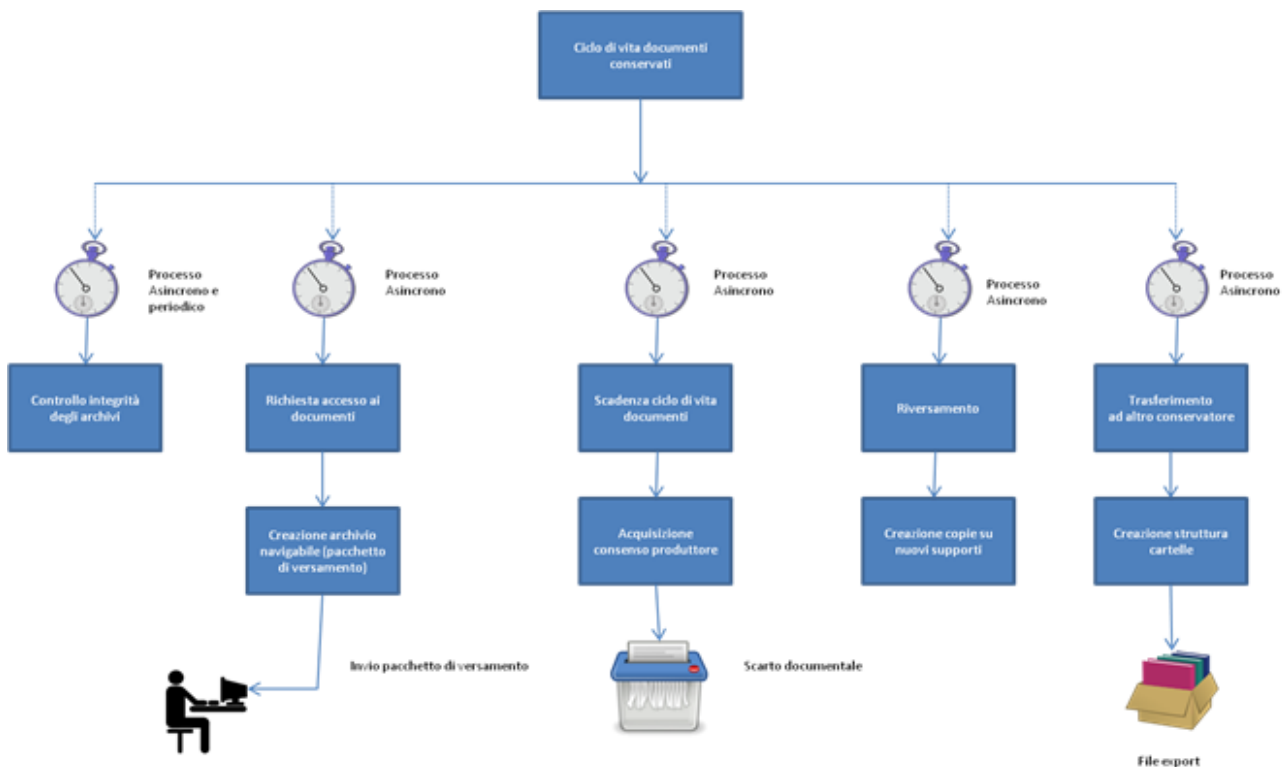 Ciclo di vita documenti
conservati
Processo
Asincrono e
periodico
Processo
Asincrono
Processo
Asincrono
Processo
Asincrono
Processo
Asincrono
Controllo integrità
degli archivi
Richiesta accesso ai
documenti
Scadenza ciclo di vita
documenti
Riversamento
Trasferimento
ad altro conservatore
Creazione archivio
navigabile (pacchetto
di versamento)
Acquisizione
consenso produttore
Creazione copie su
nuovi supporti
Creazione struttura
cartelle
Invio pacchetto di versamento
Scarto documentale
File export